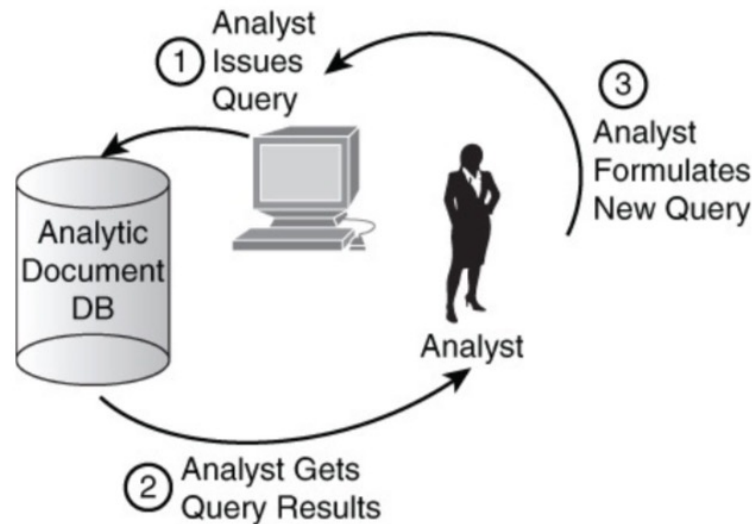 1
Analyst
Issues
Query
3
Analyst
Formulates
New Query
Analytic
Document
DB
Analyst
2
Analyst Gets
Query Results